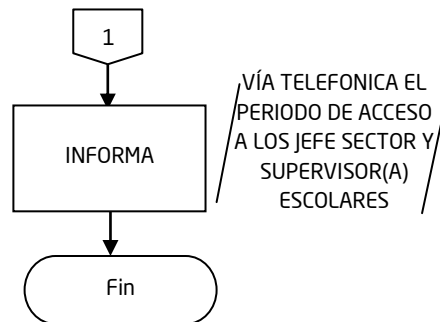 1
INFORMA
VÍA TELEFONICA EL
PERIODO DE ACCESO
A LOS JEFE SECTOR Y
SUPERVISOR(A)
ESCOLARES
Fin